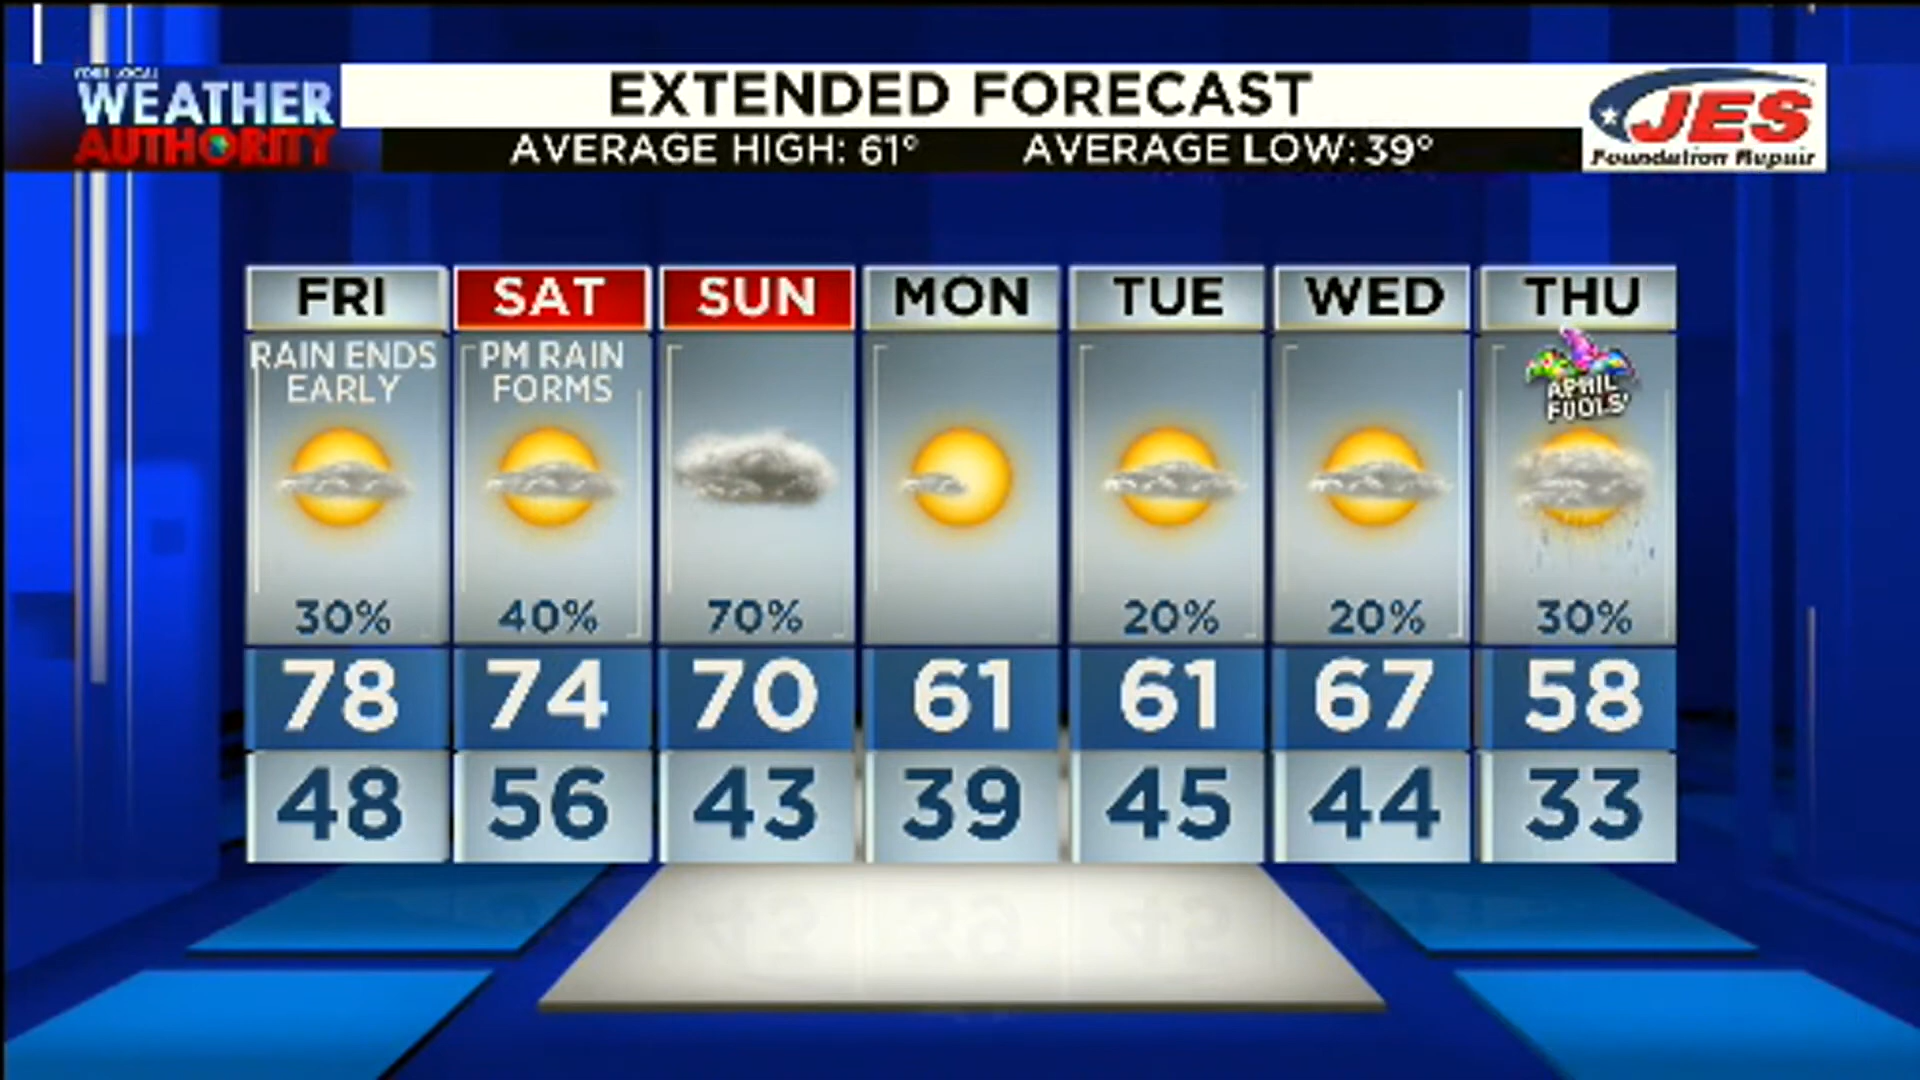 YOUR LOCAL
WEATHER
AUTHORITY
EXTENDED FORECAST
AVERAGE HIGH: 61° AVERAGE LOW: 39°
JES
Foundation Repair
FRI SAT SUN MON TUE WED THU
RAIN ENDS
EARLY
PM RAIN
FORMS
APRIL
FOOLS'
30% 40% 70% 20% 20% 30%
78 74 70 61 61 67 58
48 56 43 39 45 44 33